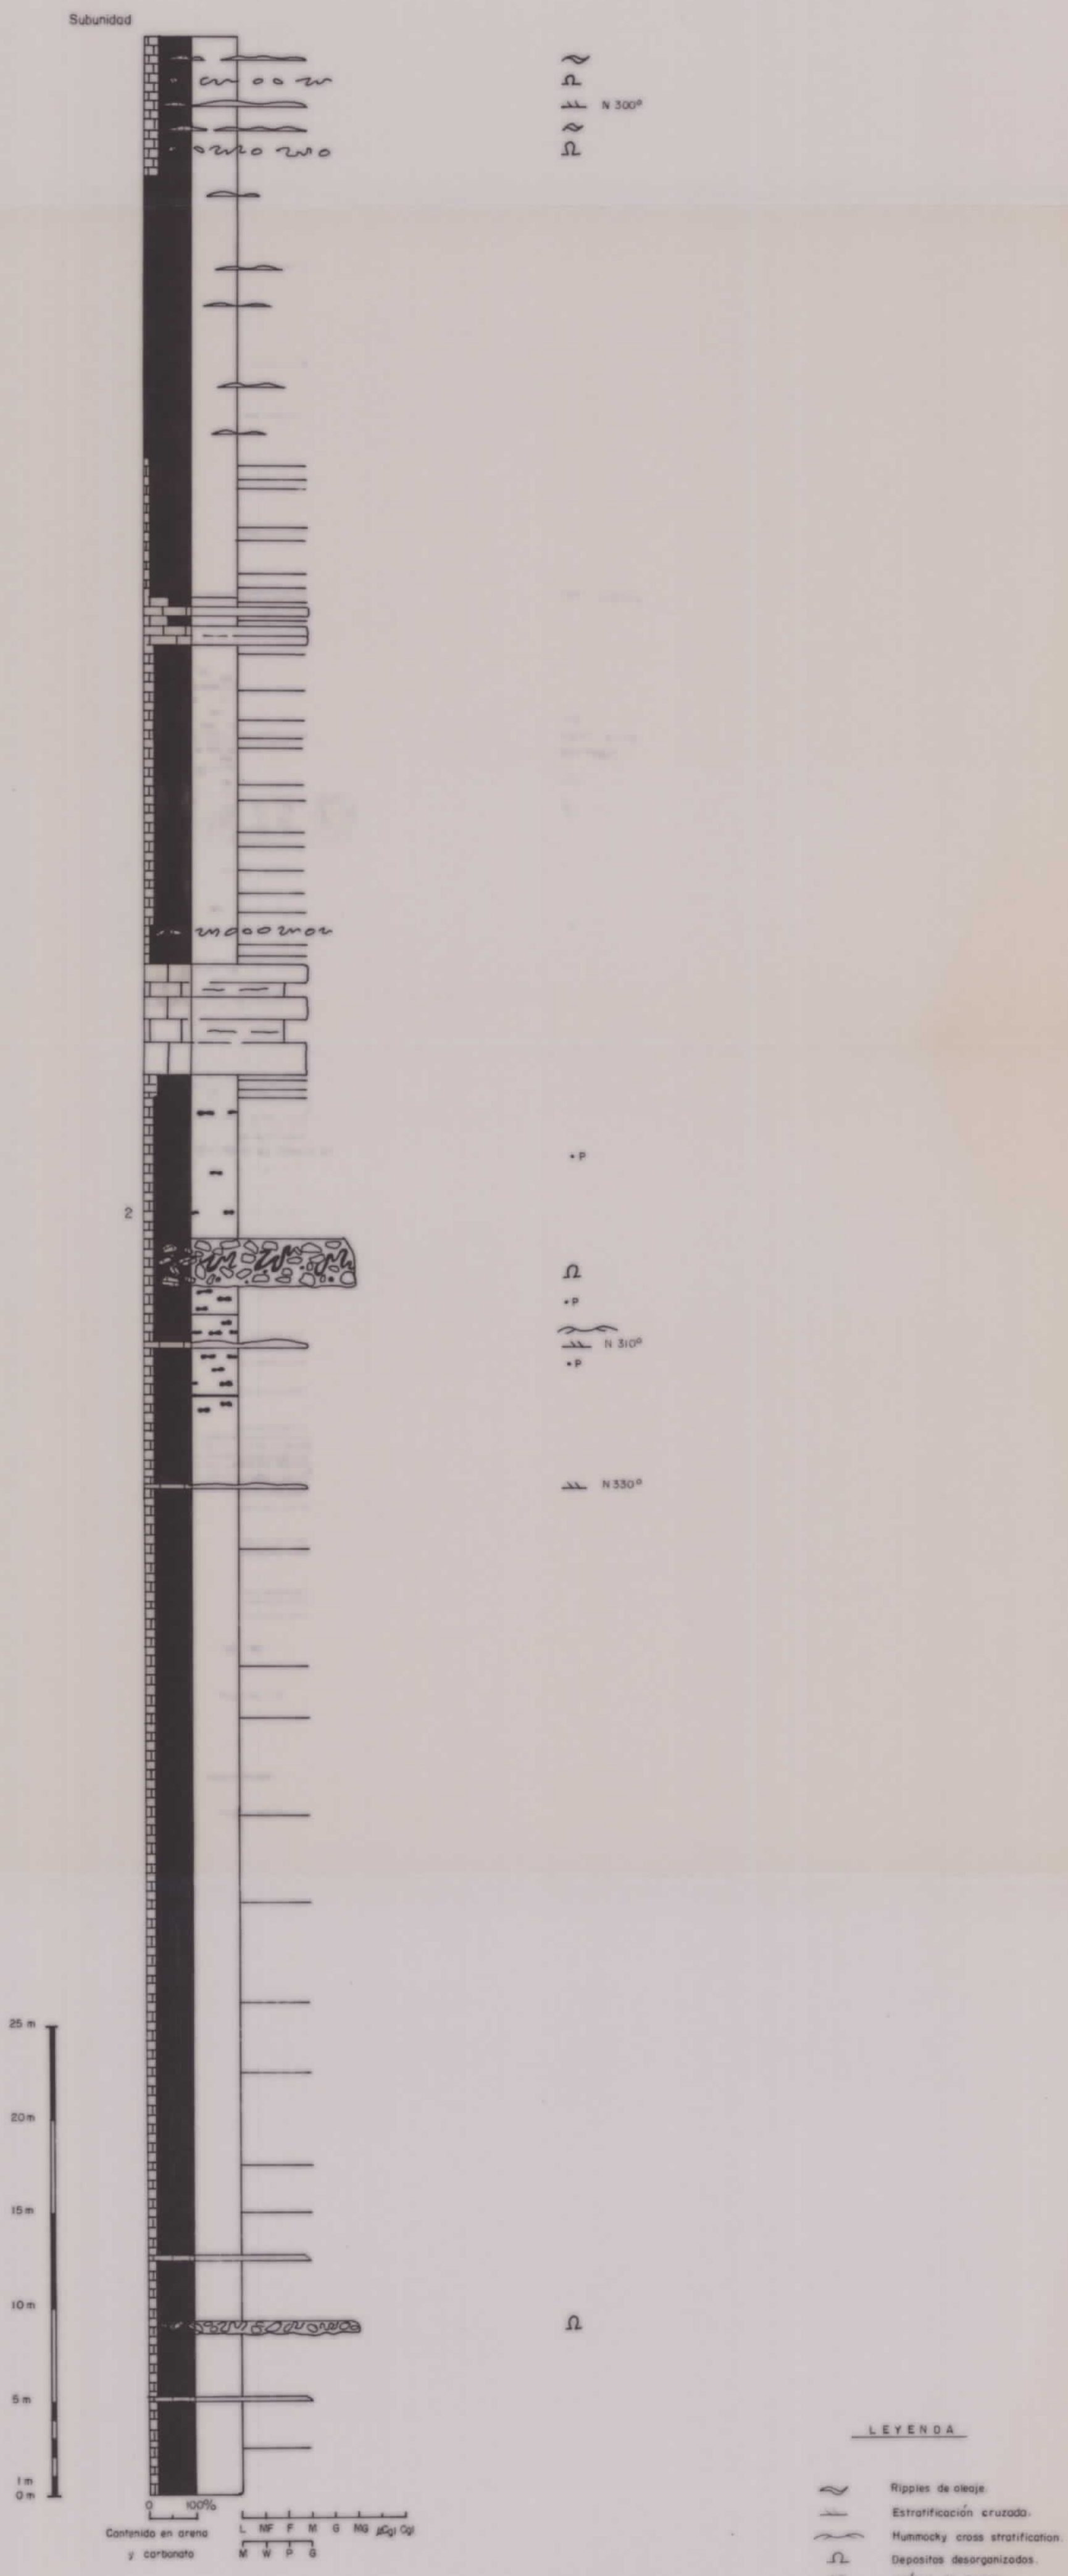 Subunidad
N 300º
• P
2
• P
N 310º
• P
N 330º
25 m
20 m
15 m
10 m
5 m
1 m
0 m
0 100%
Contenido en arena
y carbonato
L MF F M G MG µCgl Cgl
M W P G
LEYENDA
Ripples de oleaje.
Estratificación cruzada.
Hummocky cross stratification.
Depositos desorganizados.